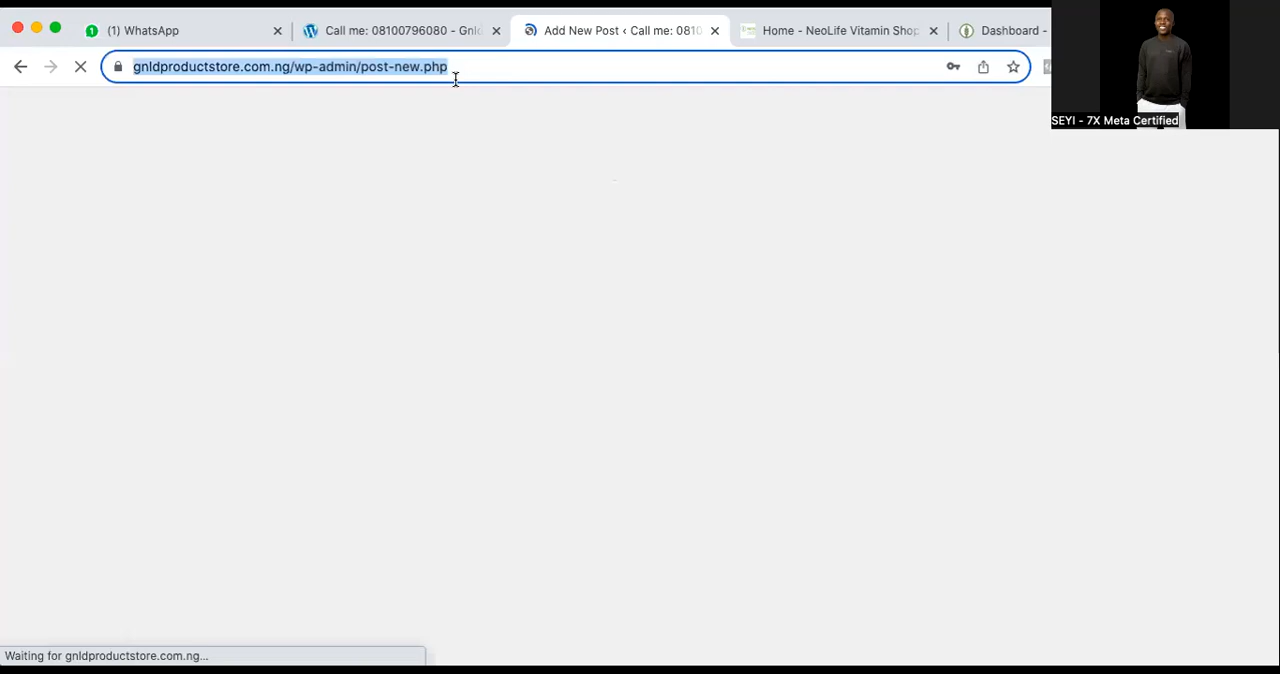 (1) WhatsApp
Call me: 08100796080 - Gnld
Add New Post ‹ Call me: 0810
Home - NeoLife Vitamin Shop
Dashboard -
gnldproductstore.com.ng/wp-admin/post-new.php
SEYI - 7X Meta Certified
Waiting for gnldproductstore.com.ng...